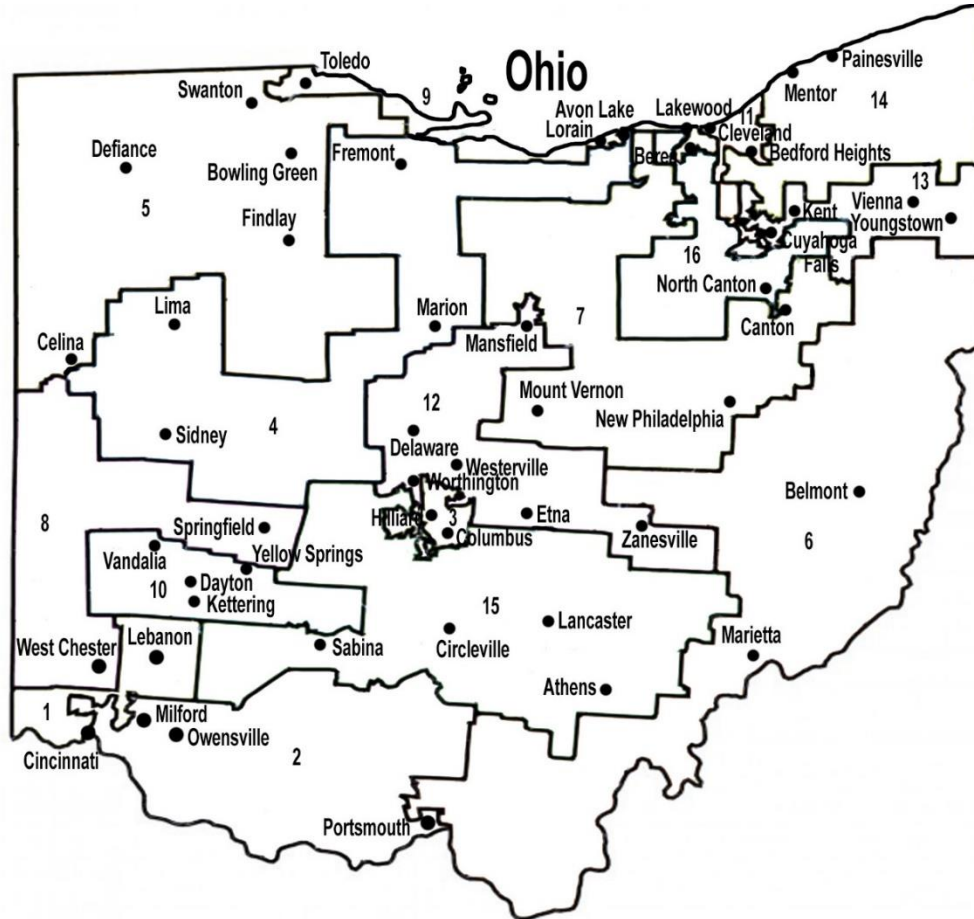 Ohio
Toledo
Painesville
Swanton
9
Avon Lake
Lakewood
Mentor
14
11
Lorain
Cleveland
Defiance
Bowling Green
Fremont
Bedford Heights
5
13
Vienna
Kent
Youngstown
Findlay
Cuyahoga
Falls
16
North Canton
Lima
Marion
7
Mansfield
Canton
Celina
Mount Vernon
New Philadelphia
12
Sidney
4
Delaware
Westerville
Worthington
Belmont
8
Springfield
Hilliard
3
Etna
Columbus
Zanesville
6
Vandalia
Yellow Springs
10
Dayton
Kettering
15
Lancaster
Circleville
West Chester
Lebanon
Sabina
Marietta
Athens
1
Milford
Owensville
2
Cincinnati
Portsmouth